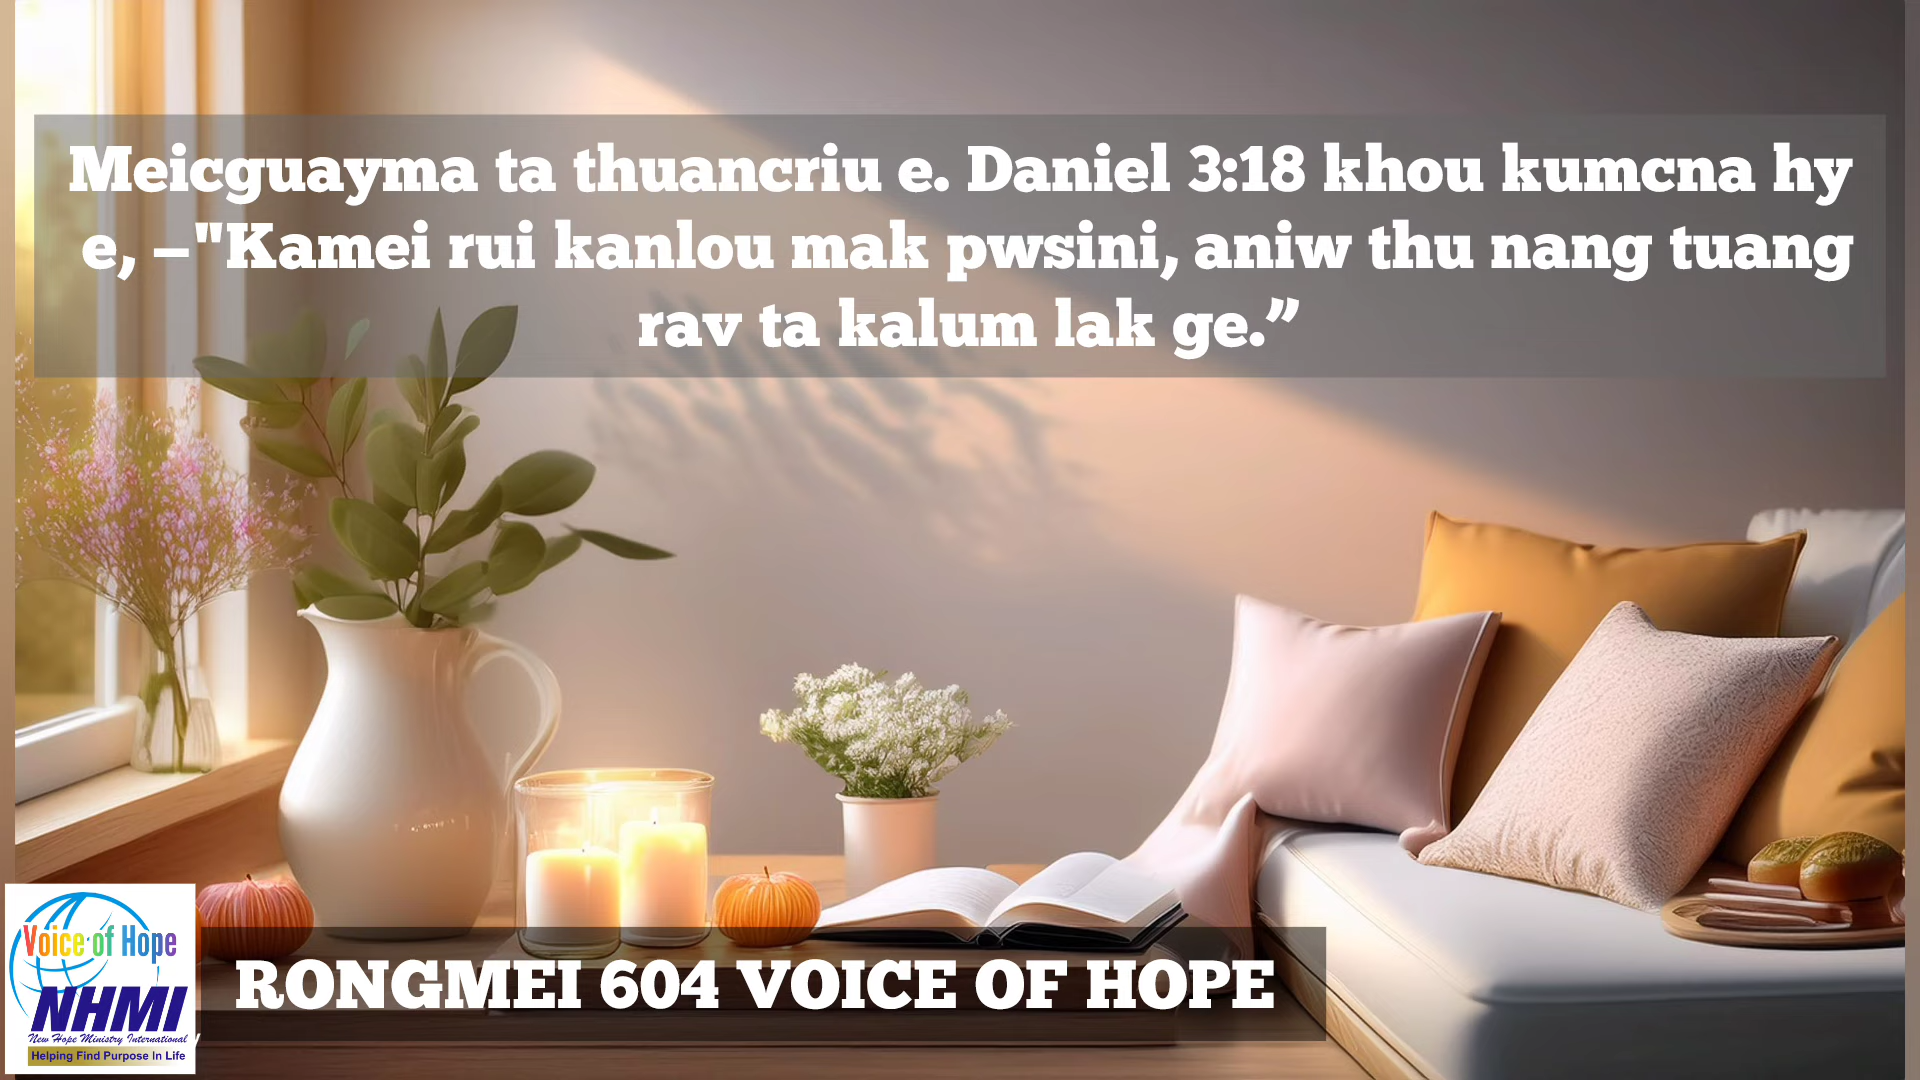 Meicguayma ta thuancriu e. Daniel 3:18 khou kumcna hy
e, –"Kamei rui kanlou mak pwsini, aniw thu nang tuang
rav ta kalum lak ge.”
Voice of Hope
NHMI
New Hope Ministry International
Helping Find Purpose In Life
RONGMEI 604 VOICE OF HOPE